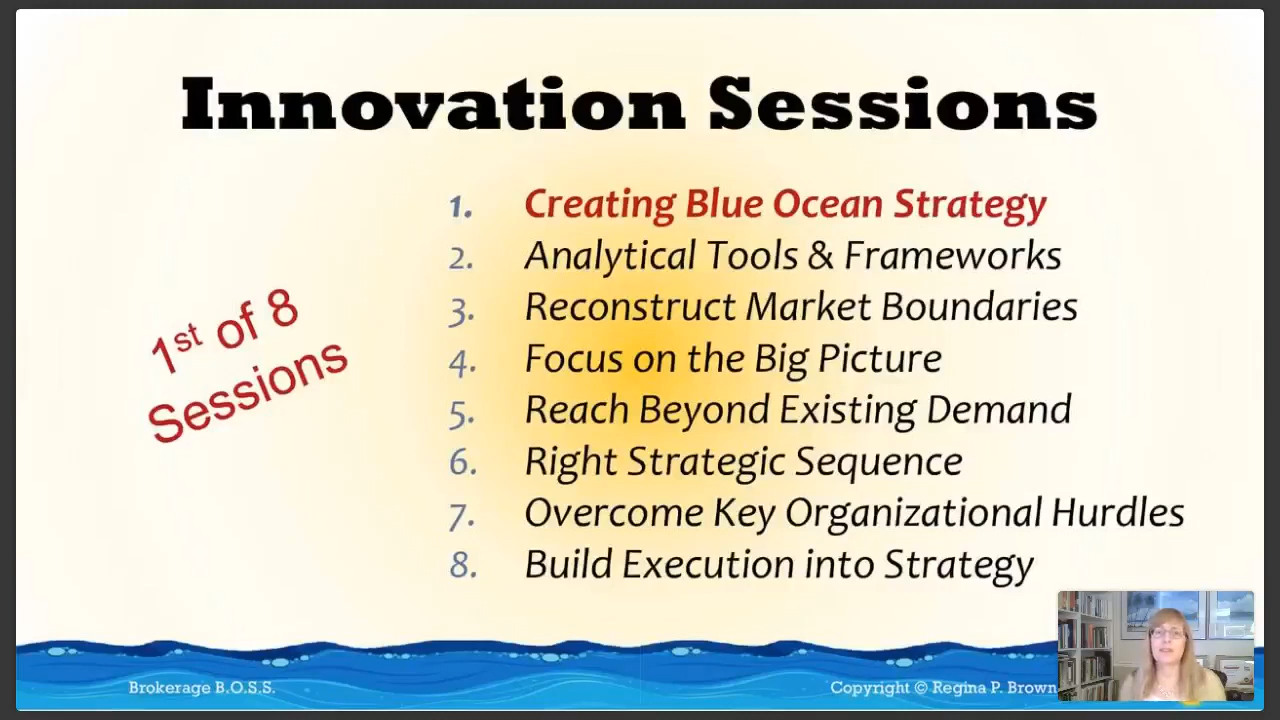 Innovation Sessions
1st of 8
Sessions
1. Creating Blue Ocean Strategy
2. Analytical Tools & Frameworks
3. Reconstruct Market Boundaries
4. Focus on the Big Picture
5. Reach Beyond Existing Demand
6. Right Strategic Sequence
7. Overcome Key Organizational Hurdles
8. Build Execution into Strategy
Brokerage B.O.S.S.
Copyright © Regina P. Brown